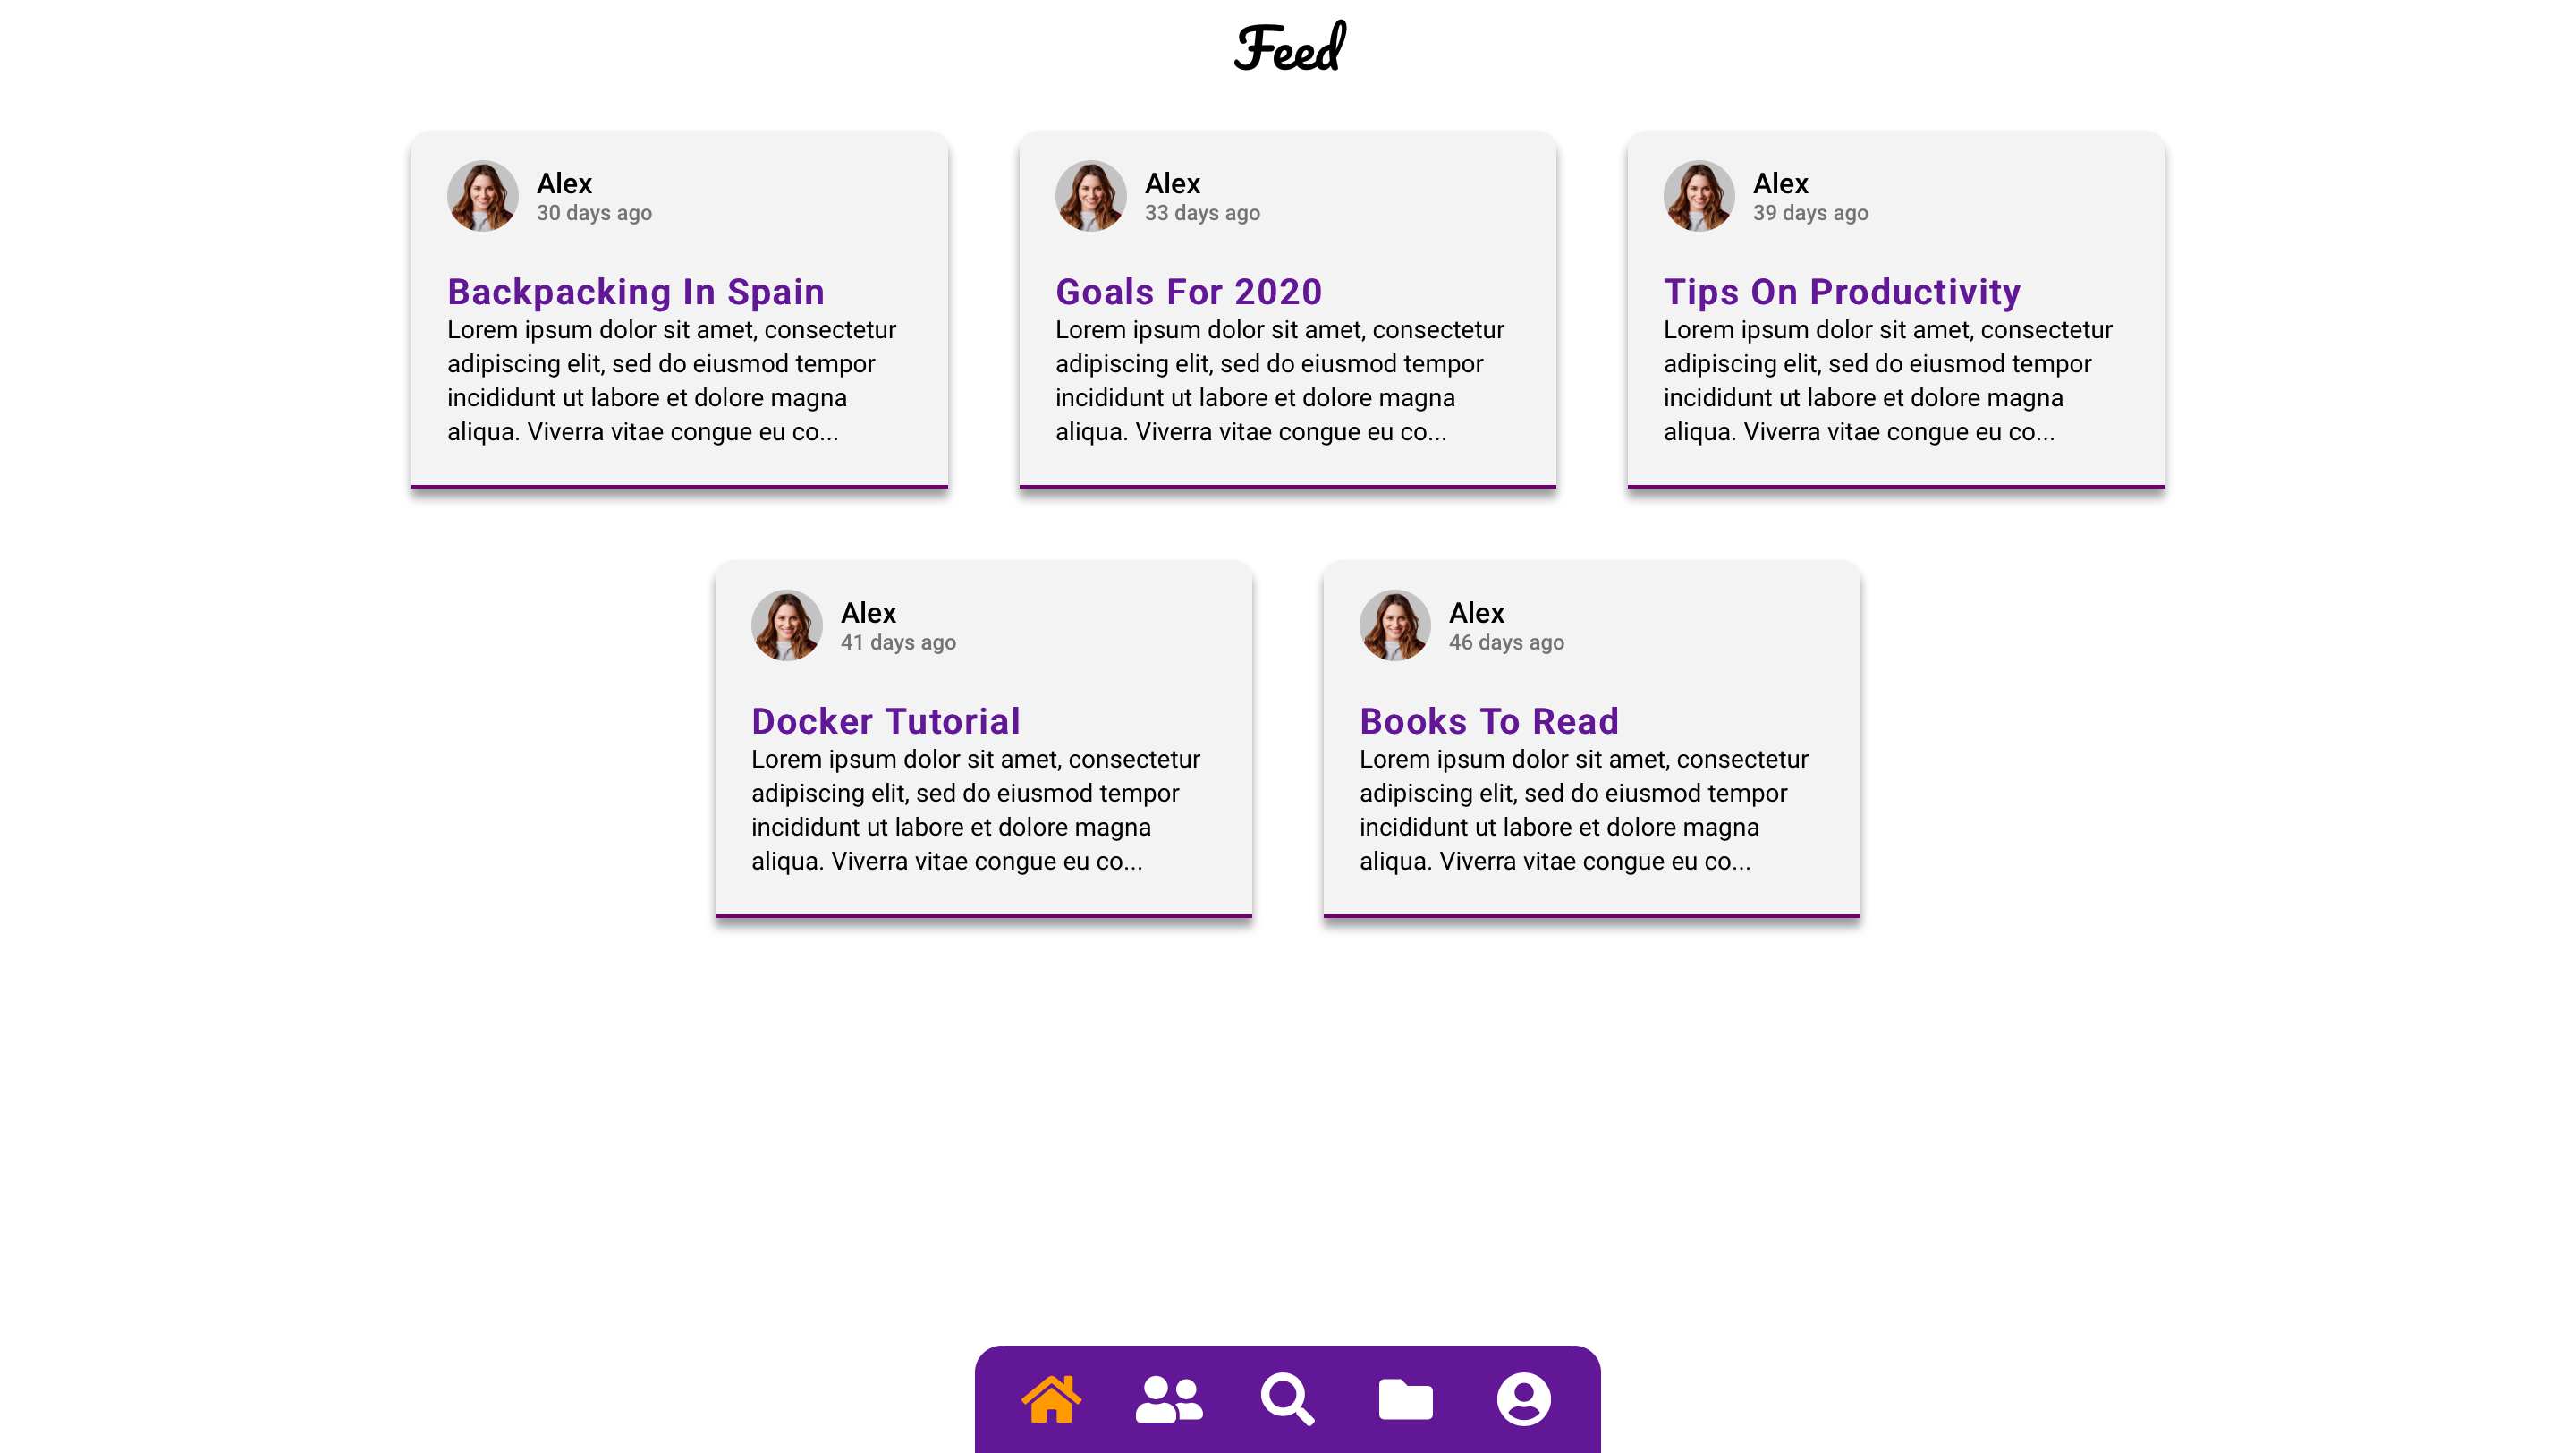 Feed
Alex
30 days ago
Backpacking In Spain
Lorem ipsum dolor sit amet, consectetur
adipiscing elit, sed do eiusmod tempor
incididunt ut labore et dolore magna
aliqua. Viverra vitae congue eu co...
Alex
33 days ago
Goals For 2020
Lorem ipsum dolor sit amet, consectetur
adipiscing elit, sed do eiusmod tempor
incididunt ut labore et dolore magna
aliqua. Viverra vitae congue eu co...
Alex
39 days ago
Tips On Productivity
Lorem ipsum dolor sit amet, consectetur
adipiscing elit, sed do eiusmod tempor
incididunt ut labore et dolore magna
aliqua. Viverra vitae congue eu co...
Alex
41 days ago
Docker Tutorial
Lorem ipsum dolor sit amet, consectetur
adipiscing elit, sed do eiusmod tempor
incididunt ut labore et dolore magna
aliqua. Viverra vitae congue eu co...
Alex
46 days ago
Books To Read
Lorem ipsum dolor sit amet, consectetur
adipiscing elit, sed do eiusmod tempor
incididunt ut labore et dolore magna
aliqua. Viverra vitae congue eu co...